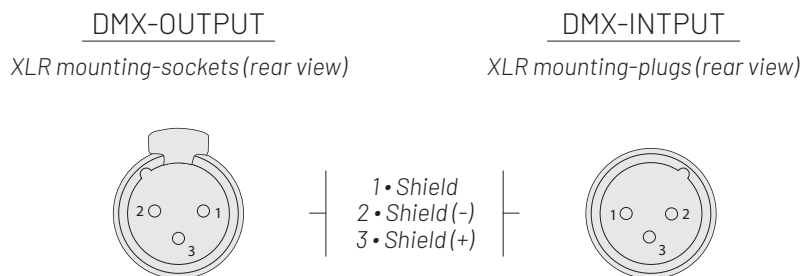 DMX-OUTPUT
XLR mounting-sockets (rear view)
DMX-INTPUT
XLR mounting-plugs (rear view)
2 1
3
1 • Shield
2 • Shield (-)
3 • Shield (+)
1 2
3